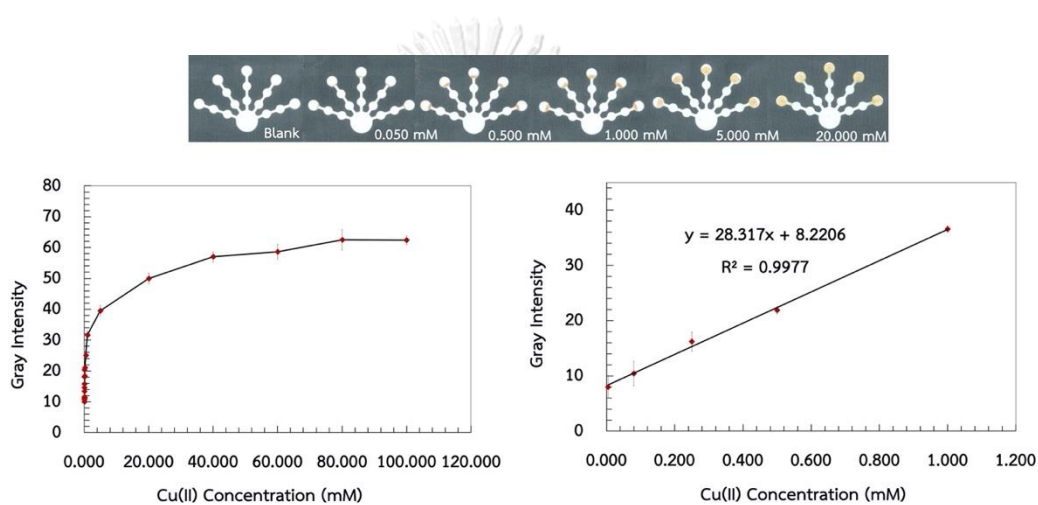 Blank
0.050 mM
0.500 mM
1.000 mM
5.000 mM
20.000 mM
80
70
60
50
40
30
20
10
0
Gray Intensity
0.000 20.000 40.000 60.000 80.000 100.000 120.000
Cu(II) Concentration (mM)
40
30
20
10
0
Gray Intensity
y = 28.317x + 8.2206
R² = 0.9977
0.000 0.200 0.400 0.600 0.800 1.000 1.200
Cu(II) Concentration (mM)